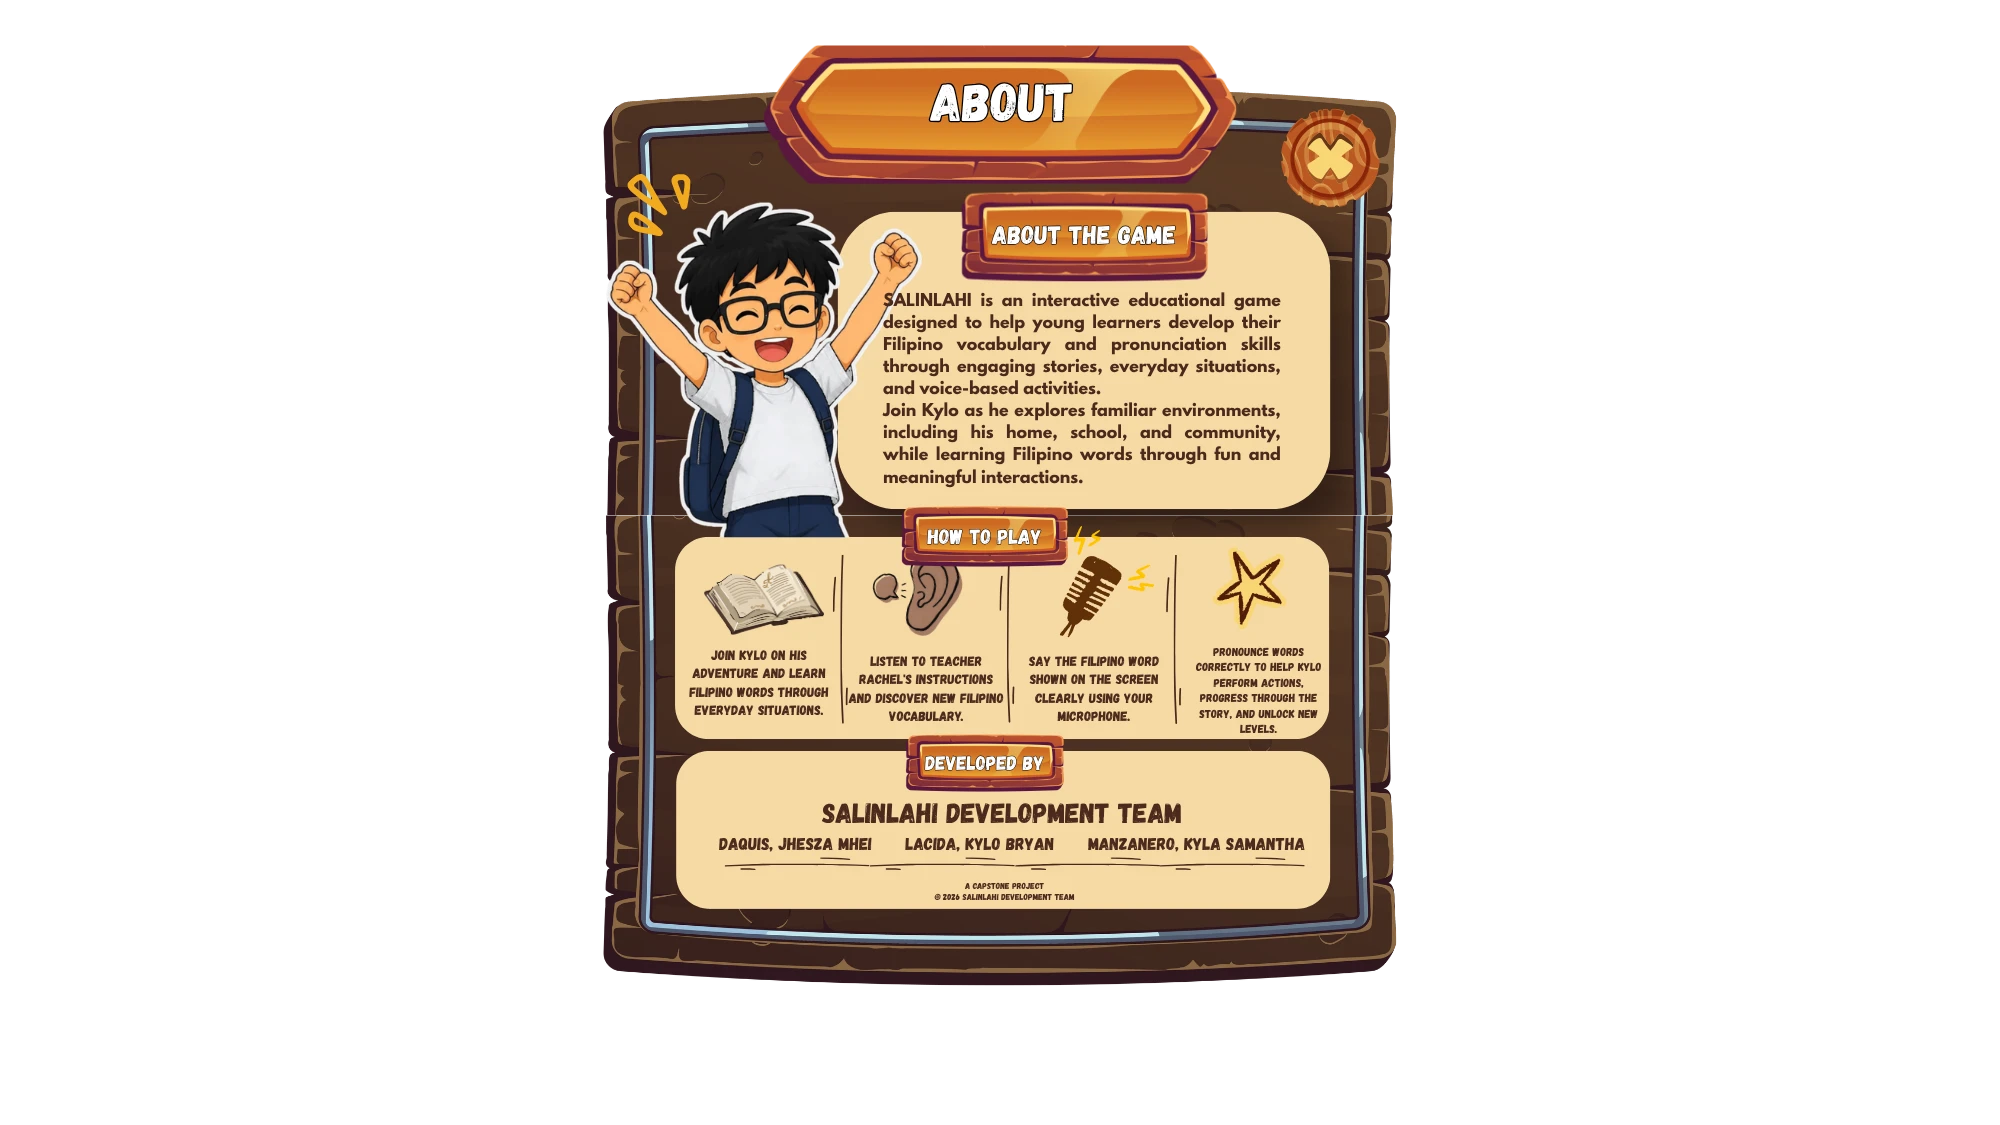 ABOUT
ABOUT THE GAME
SALINLAHI is an interactive educational game
designed to help young learners develop their
Filipino vocabulary and pronunciation skills
through engaging stories, everyday situations,
and voice-based activities.
Join Kylo as he explores familiar environments,
including his home, school, and community,
while learning Filipino words through fun and
meaningful interactions.
HOW TO PLAY
JOIN KYLO ON HIS
ADVENTURE AND LEARN
FILIPINO WORDS THROUGH
EVERYDAY SITUATIONS.
LISTEN TO TEACHER
RACHEL'S INSTRUCTIONS
AND DISCOVER NEW FILIPINO
VOCABULARY.
SAY THE FILIPINO WORD
SHOWN ON THE SCREEN
CLEARLY USING YOUR
MICROPHONE.
PRONOUNCE WORDS
CORRECTLY TO HELP KYLO
PERFORM ACTIONS,
PROGRESS THROUGH THE
STORY, AND UNLOCK NEW
LEVELS.
DEVELOPED BY
SALINLAHI DEVELOPMENT TEAM
DAQUIS, JHESZA MHEI LACIDA, KYLO BRYAN MANZANERO, KYLA SAMANTHA
A CAPSTONE PROJECT
© 2026 SALINLAHI DEVELOPMENT TEAM